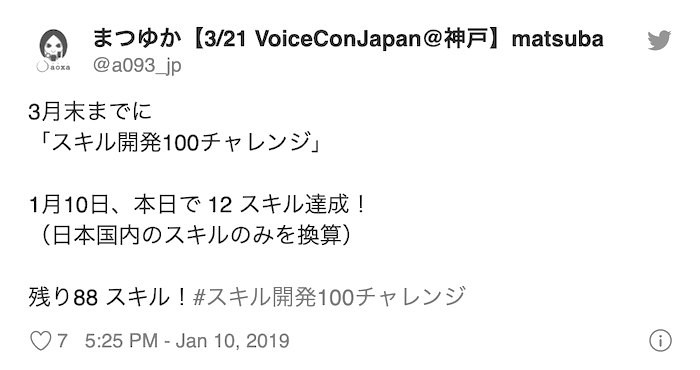 まつゆか【3/21 VoiceConJapan@神戸】matsuba
@a093_jp
aoxa
3月末までに
「スキル開発100チャレンジ」
1月10日、本日で 12 スキル達成！
（日本国内のスキルのみを換算）
残り88 スキル！#スキル開発100チャレンジ
7 5:25 PM - Jan 10, 2019